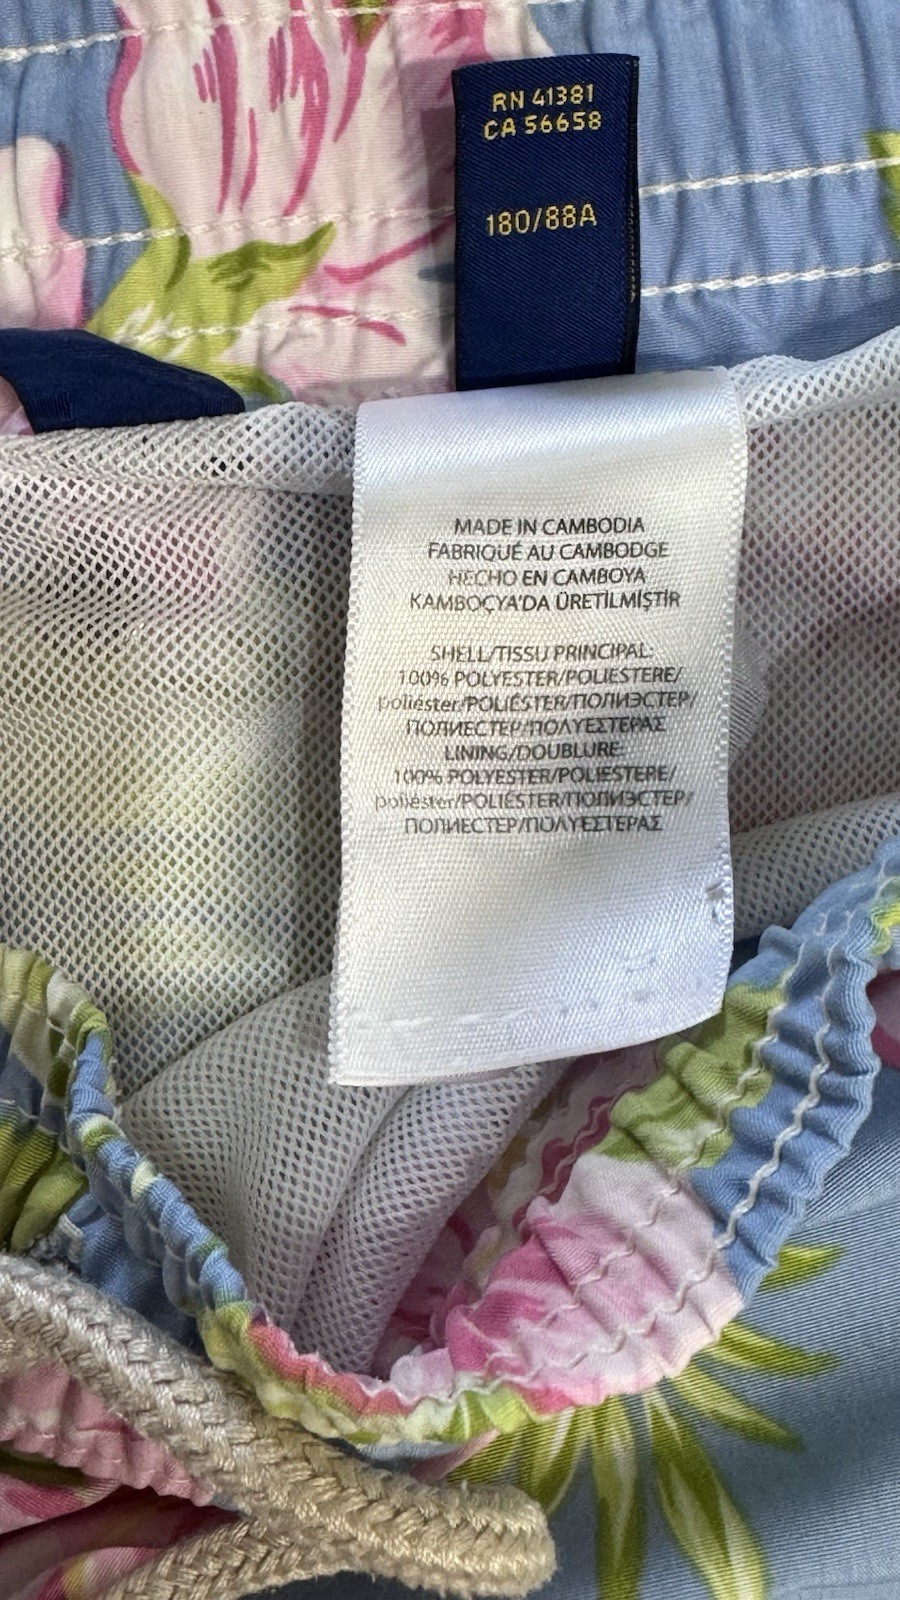 RN 41381
CA 56658
180/88A
MADE IN CAMBODIA
FABRIQUÉ AU CAMBODGE
HECHO EN CAMBOYA
KAMBOÇYA'DA ÜRETİLMİŞTİR
SHELL/TISSU PRINCIPAL:
100% POLYESTER/POLIESTERE/
poliéster/POLIÉSTER/ПОЛИЭСТЕР/
ПОЛИЕСТЕР/ΠΟΛΥΕΣΤΕΡΑΣ
LINING/DOUBLURE:
100% POLYESTER/POLIESTERE/
poliéster/POLIÉSTER/ПОЛИЭСТЕР/
ПОЛИЕСТЕР/ΠΟΛΥΕΣΤΕΡΑΣ